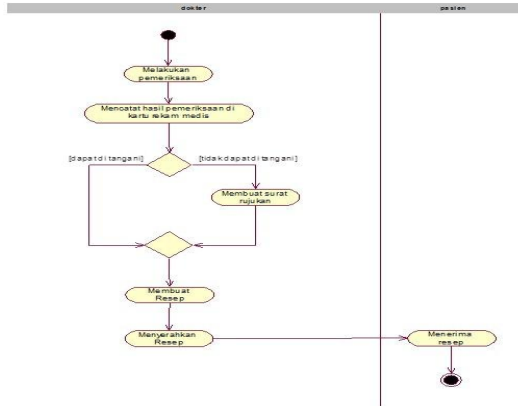 dokter
pasien
Melakukan
pemeriksaan
Mencatat hasil pemeriksaan di
kartu rekam medis
[dapat di tangani]
[tidak dapat di tangani]
Membuat surat
rujukan
Membuat
Resep
Menyerahkan
Resep
Menerima
resep